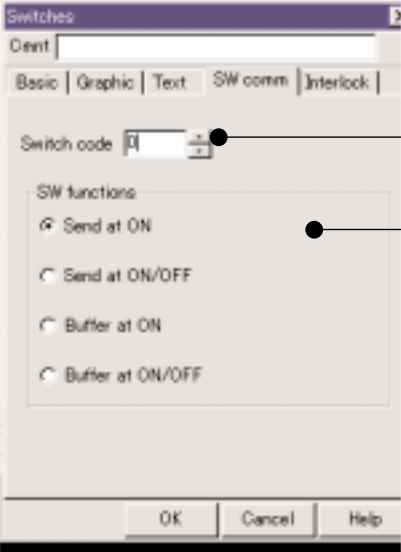 Switches
Cmnt
Basic | Graphic | Text SW comm Interlock
Switch code 0
SW functions
Send at ON
Send at ON/OFF
Buffer at ON
Buffer at ON/OFF
OK Cancel Help